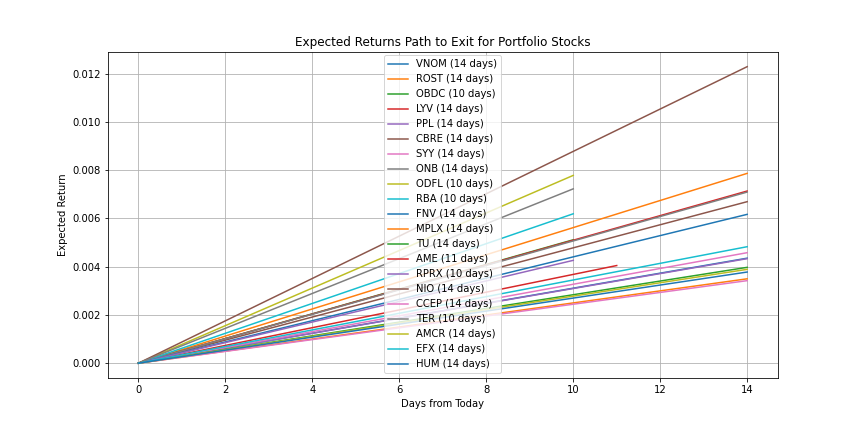 Expected Returns Path to Exit for Portfolio Stocks
Expected Return
0.012
0.010
0.008
0.006
0.004
0.002
0.000
VNOM (14 days)
ROST (14 days)
OBDC (10 days)
LYV (14 days)
PPL (14 days)
CBRE (14 days)
SYY (14 days)
ONB (14 days)
ODFL (10 days)
RBA (10 days)
FNV (14 days)
MPLX (14 days)
TU (14 days)
AME (11 days)
RPRX (10 days)
NIO (14 days)
CCEP (14 days)
TER (10 days)
AMCR (14 days)
EFX (14 days)
HUM (14 days)
0 2 4 6 8 10 12 14
Days from Today